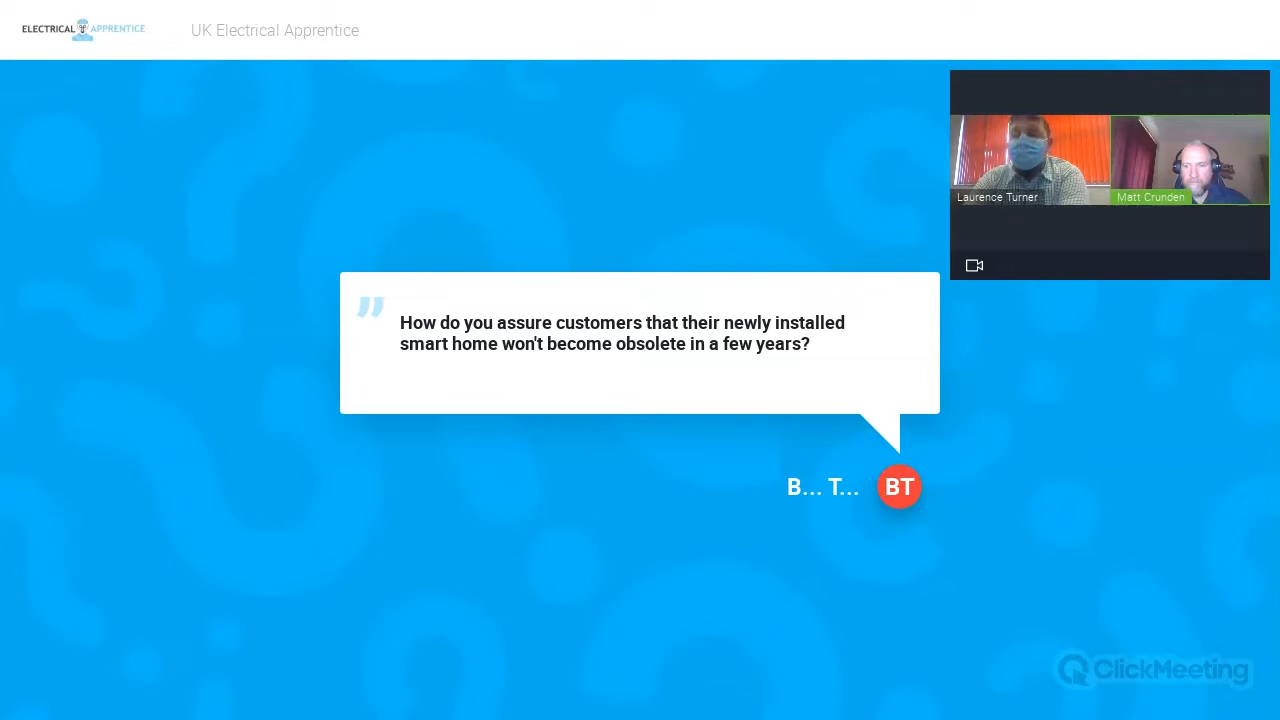 ELECTRICAL APPRENTICE
UK Electrical Apprentice
Laurence Turner
Matt Crunden
How do you assure customers that their newly installed
smart home won't become obsolete in a few years?
B... T...
BT
ClickMeeting